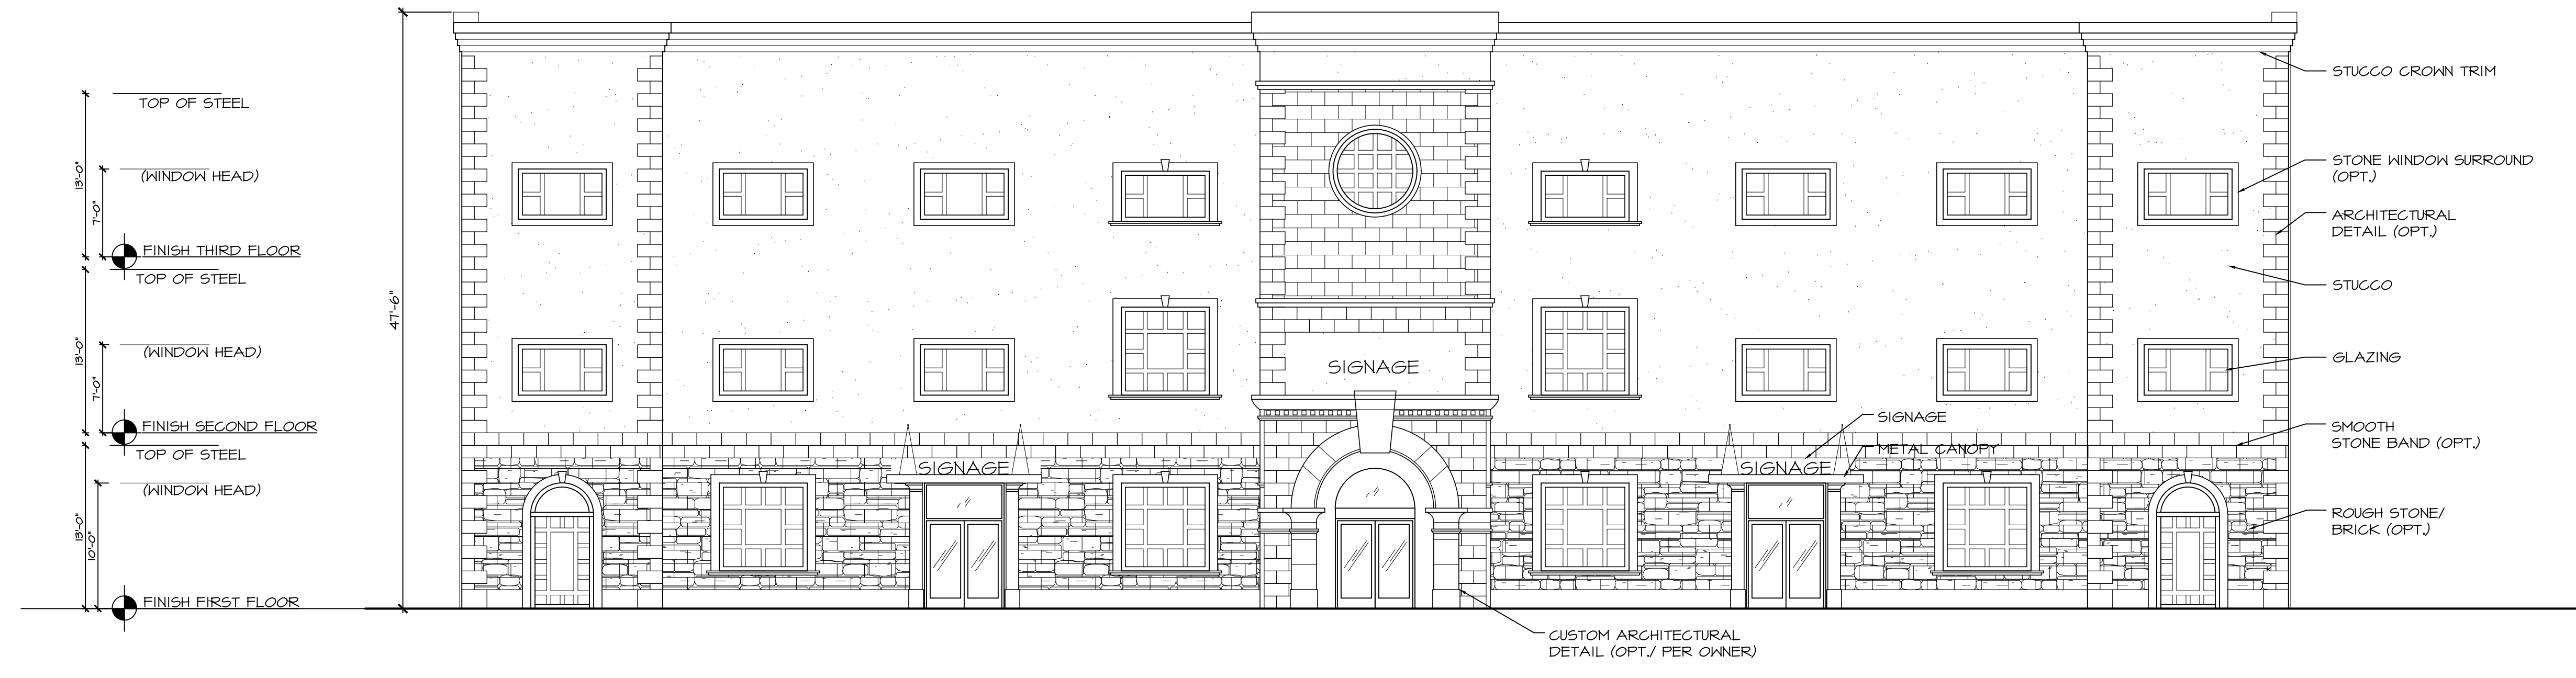 TOP OF STEEL
13'-0"
(WINDOW HEAD)
7'-0"
FINISH THIRD FLOOR
TOP OF STEEL
13'-0"
(WINDOW HEAD)
7'-0"
FINISH SECOND FLOOR
TOP OF STEEL
(WINDOW HEAD)
13'-0"
10'-0"
FINISH FIRST FLOOR
47'-6"
SIGNAGE
SIGNAGE
SIGNAGE
SIGNAGE
METAL CANOPY
STUCCO CROWN TRIM
STONE WINDOW SURROUND
(OPT.)
ARCHITECTURAL
DETAIL (OPT.)
STUCCO
GLAZING
SMOOTH
STONE BAND (OPT.)
ROUGH STONE/
BRICK (OPT.)
CUSTOM ARCHITECTURAL
DETAIL (OPT./ PER OWNER)